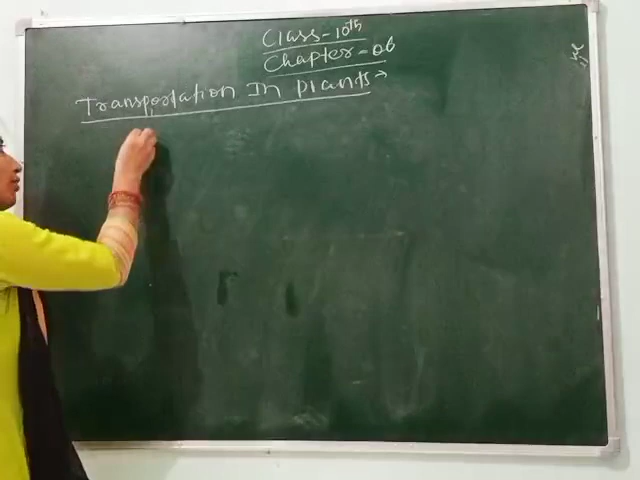 Class-10th
Chapter-06
Transportation In plants